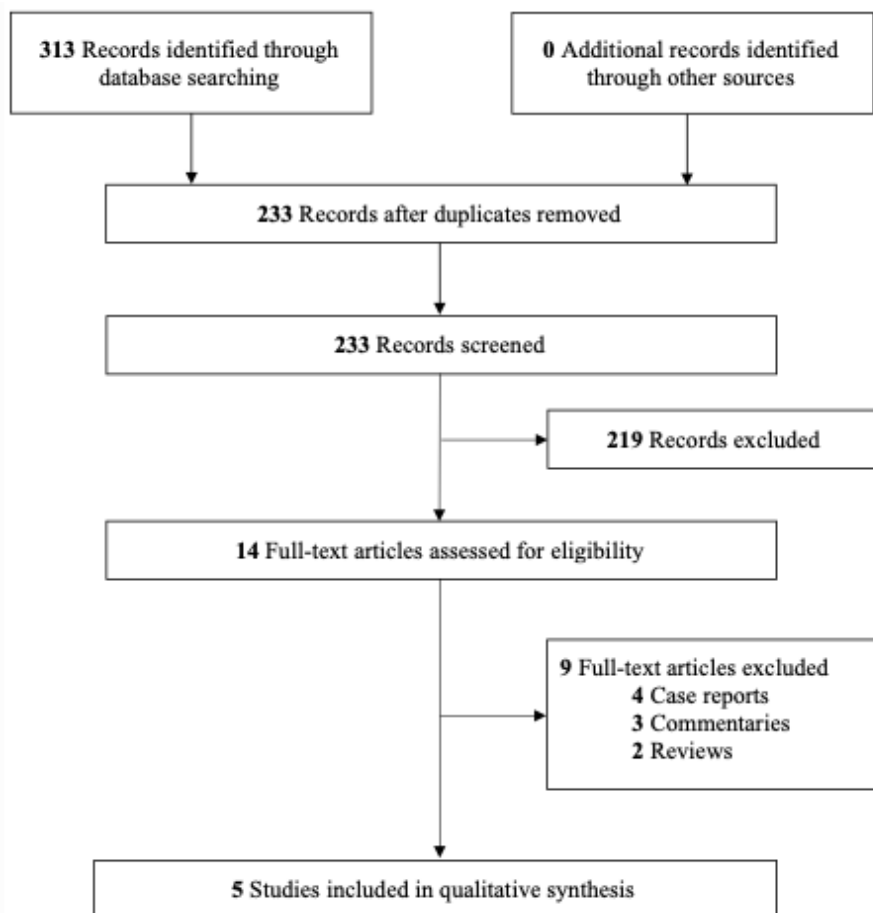 313 Records identified through
database searching
0 Additional records identified
through other sources
233 Records after duplicates removed
233 Records screened
219 Records excluded
14 Full-text articles assessed for eligibility
9 Full-text articles excluded
4 Case reports
3 Commentaries
2 Reviews
5 Studies included in qualitative synthesis